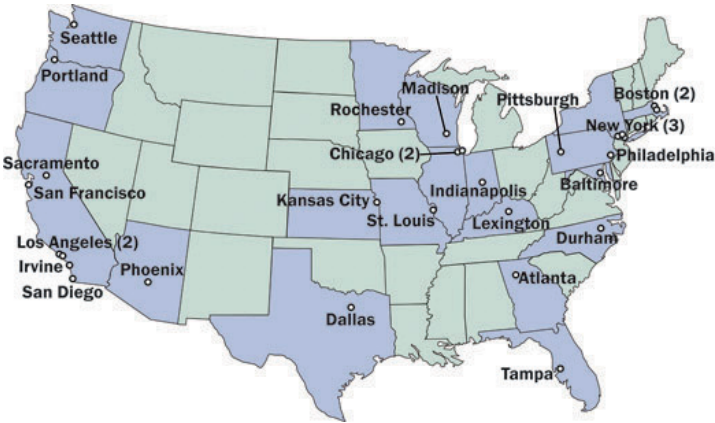 Seattle
Portland
Madison
Boston (2)
Pittsburgh
Rochester
New York (3)
Chicago (2)
Philadelphia
Sacramento
San Francisco
Indianapolis
Baltimore
Kansas City
St. Louis
Lexington
Durham
Los Angeles (2)
Irvine
Phoenix
San Diego
Atlanta
Dallas
Tampa